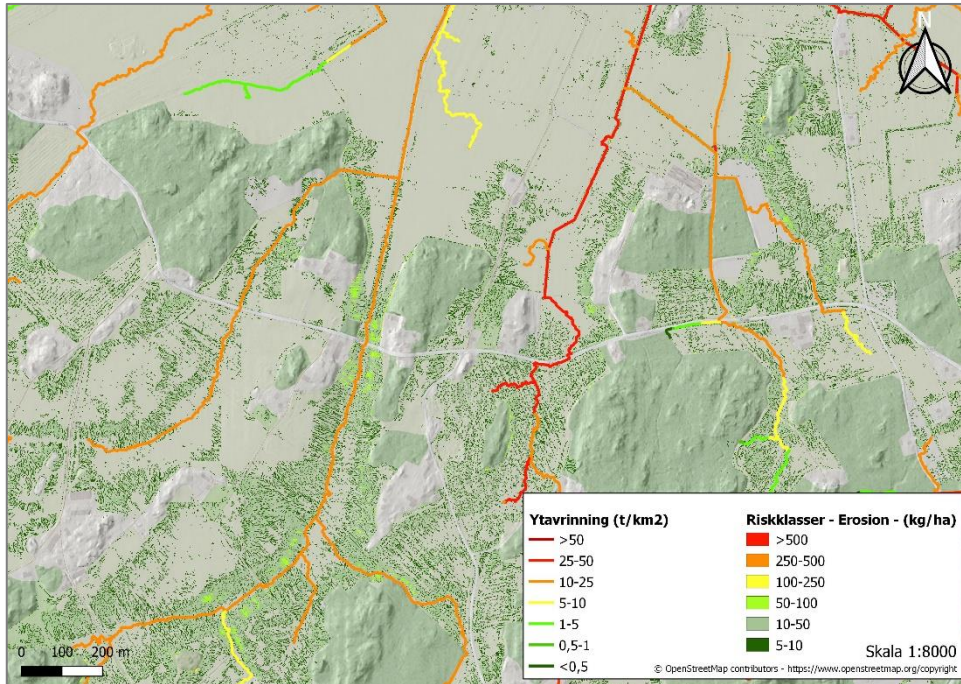 N
Ytavrinning (t/km2)
>50
25-50
10-25
5-10
1-5
0,5-1
<0,5
Riskklasser - Erosion - (kg/ha)
>500
250-500
100-250
50-100
10-50
5-10
0 100 200 m
Skala 1:8000
© OpenStreetMap contributors - https://www.openstreetmap.org/copyright